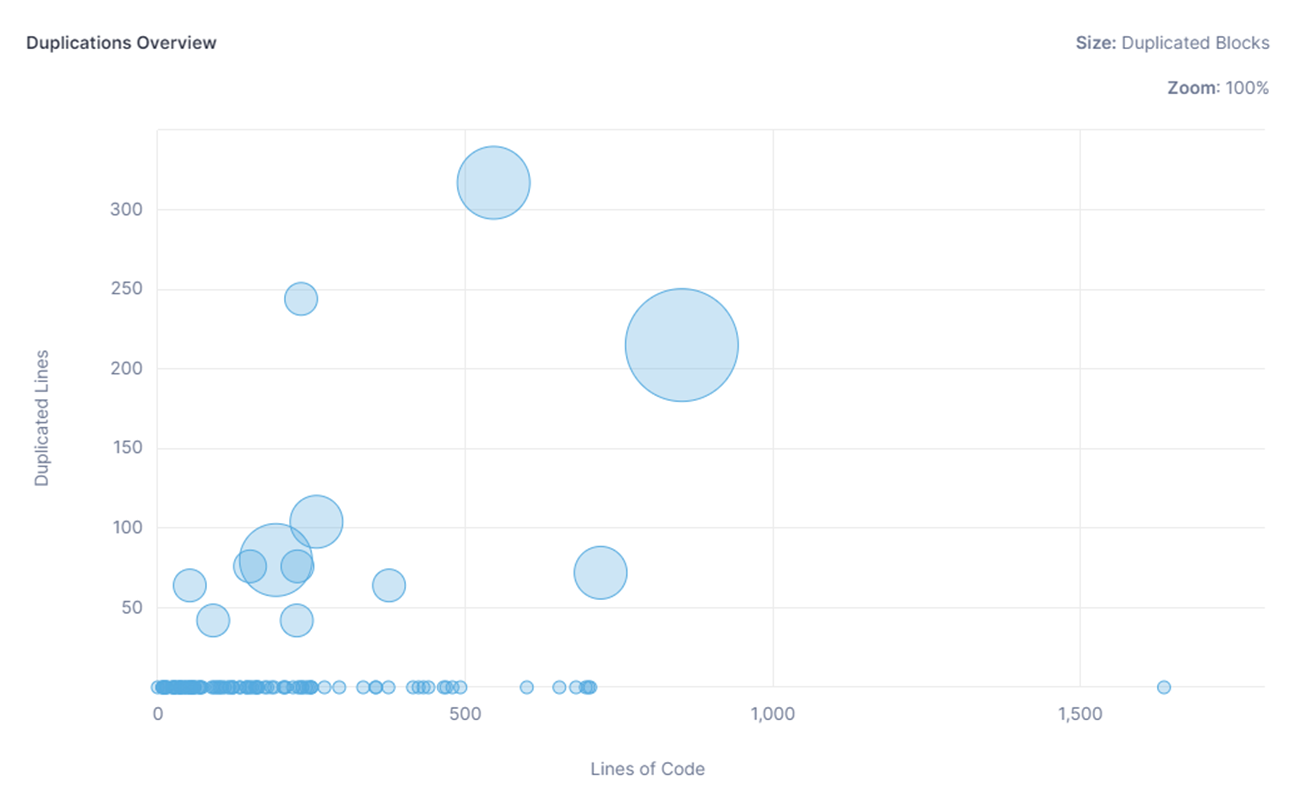 Duplications Overview
Size: Duplicated Blocks
Zoom: 100%
300
250
200
150
100
50
Duplicated Lines
0
500
1,000
1,500
Lines of Code